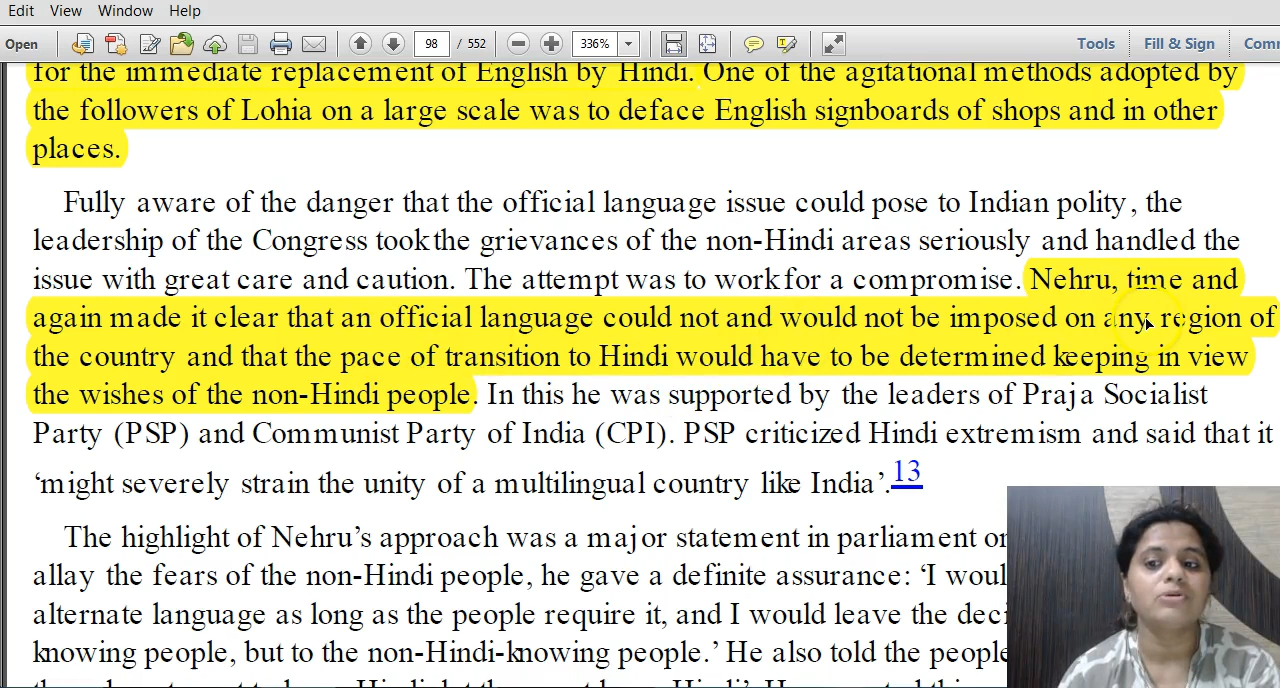 Edit View Window Help
Open 98 / 552 336% Tools Fill & Sign
for the immediate replacement of English by Hindi. One of the agitational methods adopted by
the followers of Lohia on a large scale was to deface English signboards of shops and in other
places.
Fully aware of the danger that the official language issue could pose to Indian polity, the
leadership of the Congress took the grievances of the non-Hindi areas seriously and handled the
issue with great care and caution. The attempt was to work for a compromise. Nehru, time and
again made it clear that an official language could not and would not be imposed on any region of
the country and that the pace of transition to Hindi would have to be determined keeping in view
the wishes of the non-Hindi people. In this he was supported by the leaders of Praja Socialist
Party (PSP) and Communist Party of India (CPI). PSP criticized Hindi extremism and said that it
‘might severely strain the unity of a multilingual country like India’.13
The highlight of Nehru’s approach was a major statement in parliament
allay the fears of the non-Hindi people, he gave a definite assurance: ‘I
alternate language as long as the people require it, and I would leave the
knowing people, but to the non-Hindi-knowing people.’ He also told the people